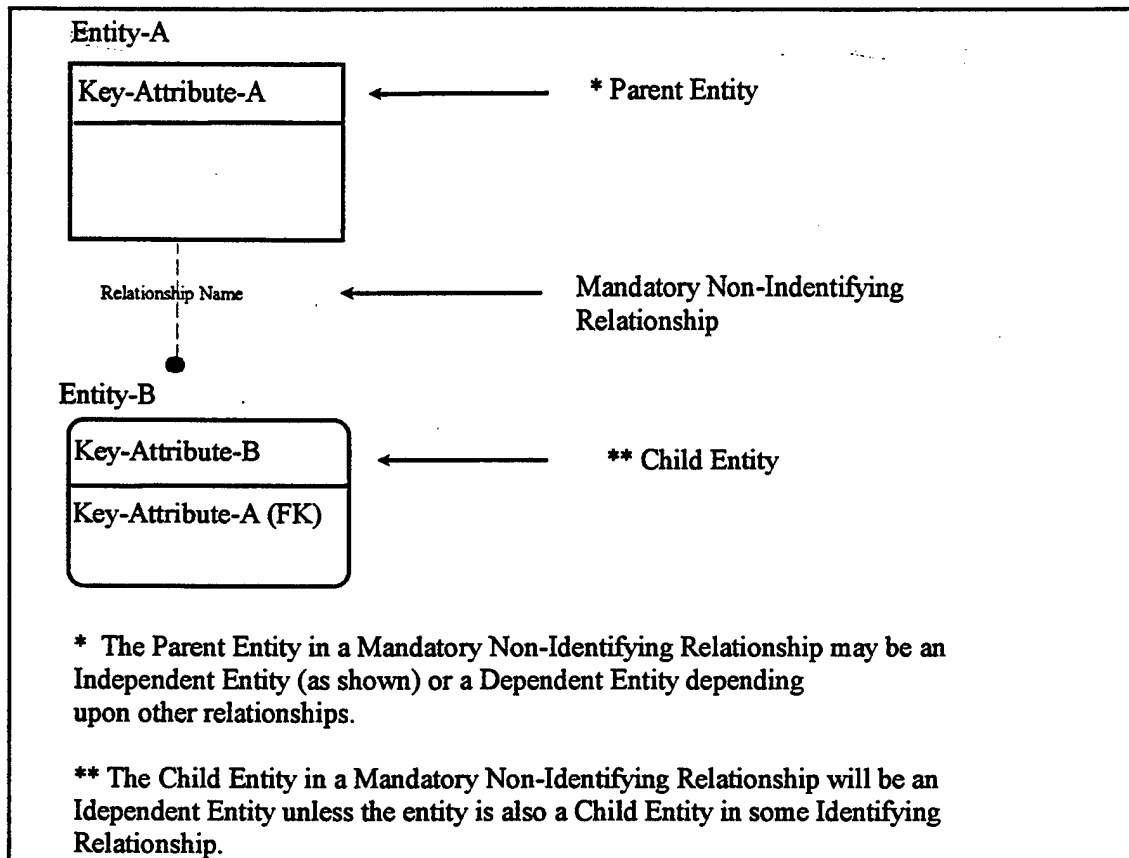 Entity-A
Key-Attribute-A
* Parent Entity
Relationship Name
Mandatory Non-Indentifying
Relationship
Entity-B
Key-Attribute-B
** Child Entity
Key-Attribute-A (FK)
* The Parent Entity in a Mandatory Non-Identifying Relationship may be an
Independent Entity (as shown) or a Dependent Entity depending
upon other relationships.
** The Child Entity in a Mandatory Non-Identifying Relationship will be an
Idependent Entity unless the entity is also a Child Entity in some Identifying
Relationship.